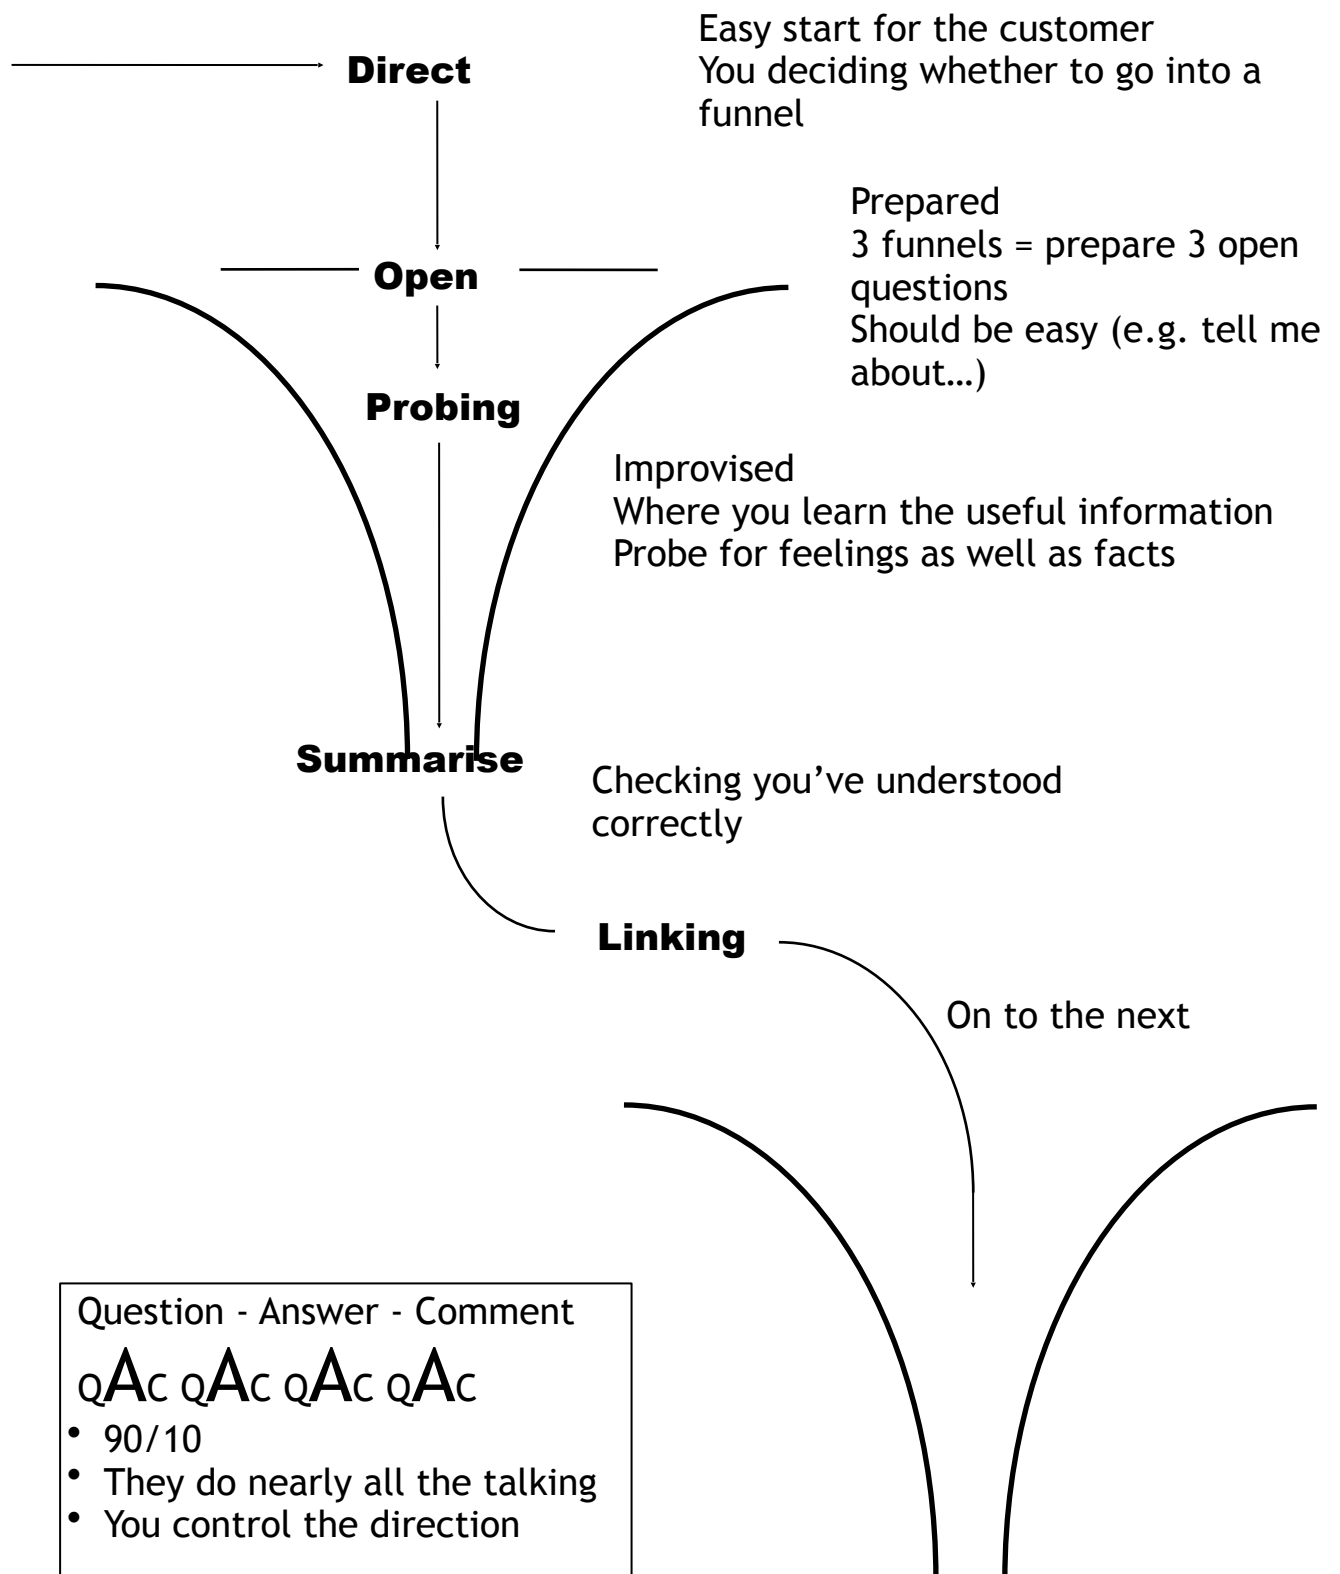 Direct
Easy start for the customer
You deciding whether to go into a
funnel
Open
Prepared
3 funnels = prepare 3 open
questions
Should be easy (e.g. tell me
about…)
Probing
Improvised
Where you learn the useful information
Probe for feelings as well as facts
Summarise
Checking you’ve understood
correctly
Linking
On to the next
Question - Answer - Comment
QAC QAC QAC QAC
• 90/10
• They do nearly all the talking
• You control the direction